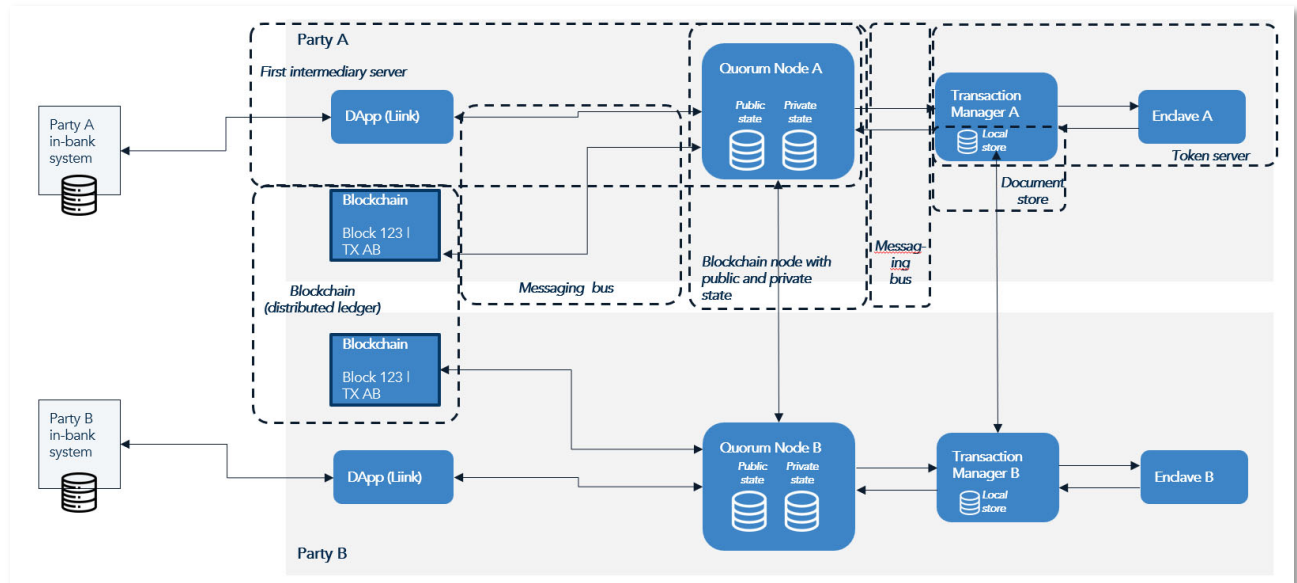 Party A
First intermediary server
Party A
in-bank
system
DApp (Liink)
Quorum Node A
Public
state
Private
state
Transaction
Manager A
Local
store
Enclave A
Token server
Document
store
Blockchain
Block 123 |
TX AB
Blockchain
(distributed ledger)
Messaging bus
Blockchain node with
public and private
state
Messag-
ing
bus
Blockchain
Block 123 |
TX AB
Party B
in-bank
system
DApp (Liink)
Quorum Node B
Public
state
Private
state
Transaction
Manager B
Local
store
Enclave B
Party B